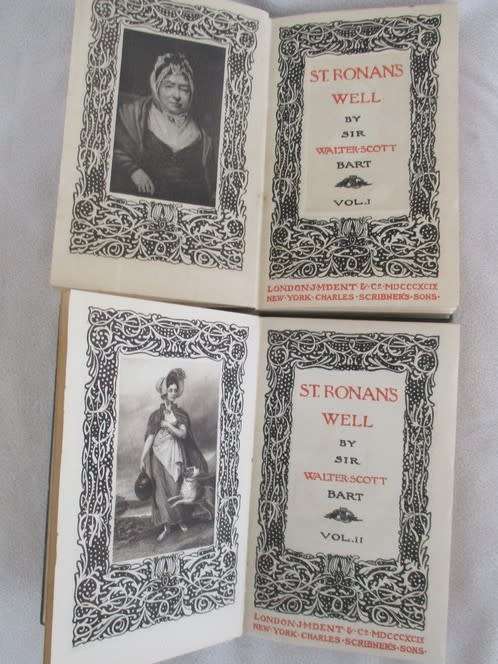 ST. RONAN'S
WELL
BY
SIR
WALTER·SCOTT
BART
VOL.I
LONDON·J·M·DENT & Co. MDCCCXCIX
NEW·YORK·CHARLES·SCRIBNER'S·SONS·
ST. RONAN'S
WELL
BY
SIR
WALTER·SCOTT
BART
VOL.II
LONDON·J·M·DENT & Co. MDCCCXCIX
NEW·YORK·CHARLES·SCRIBNER'S·SONS·